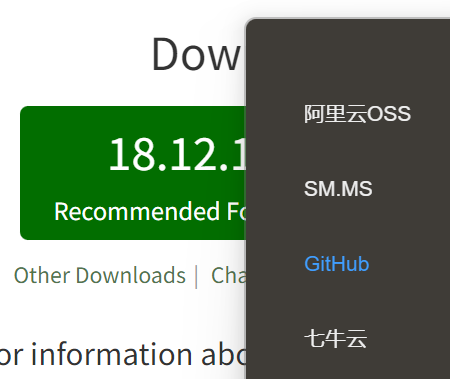 Dow
18.12.1
Recommended Fo
Other Downloads | Cha
or information abo
阿里云OSS
SM.MS
GitHub
七牛云